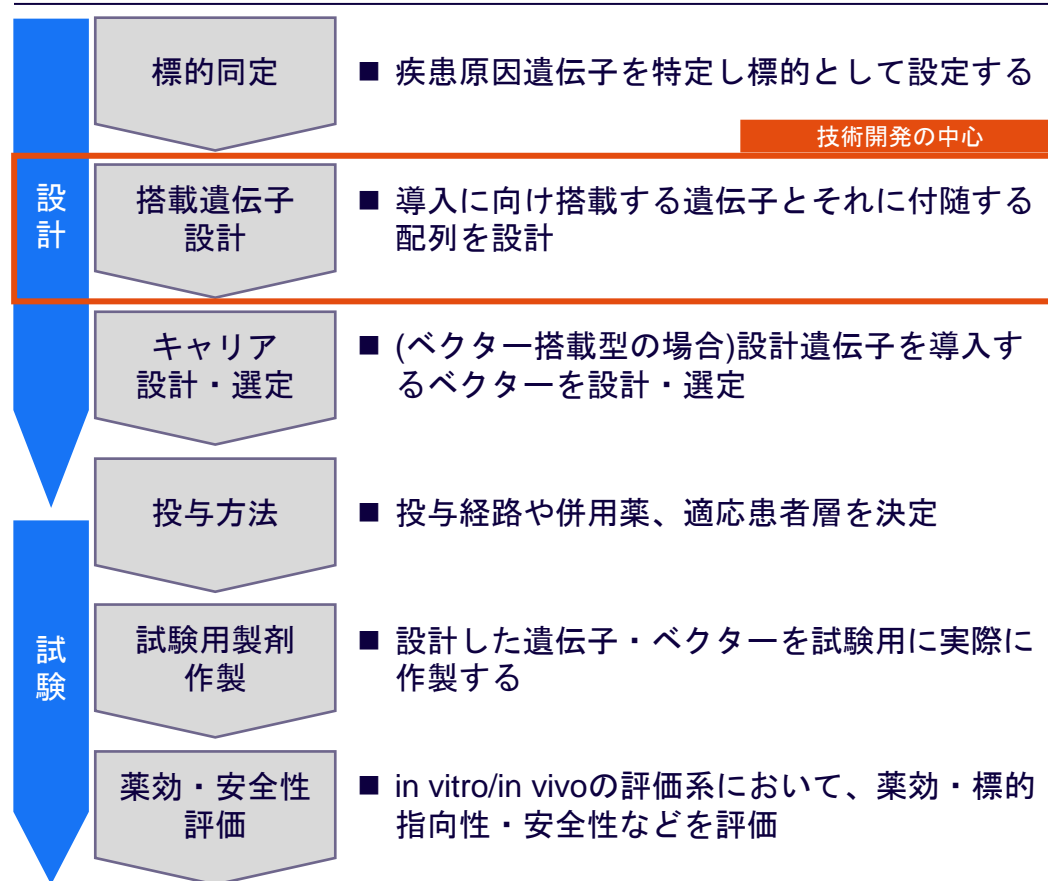 標的同定
■ 疾患原因遺伝子を特定し標的として設定する
技術開発の中心
設計
搭載遺伝子
設計
■ 導入に向け搭載する遺伝子とそれに付随する
配列を設計
キャリア
設計・選定
■ (ベクター搭載型の場合)設計遺伝子を導入す
るベクターを設計・選定
投与方法
■ 投与経路や併用薬、適応患者層を決定
試験
試験用製剤
作製
■ 設計した遺伝子・ベクターを試験用に実際に
作製する
薬効・安全性
評価
■ in vitro/in vivoの評価系において、薬効・標的
指向性・安全性などを評価